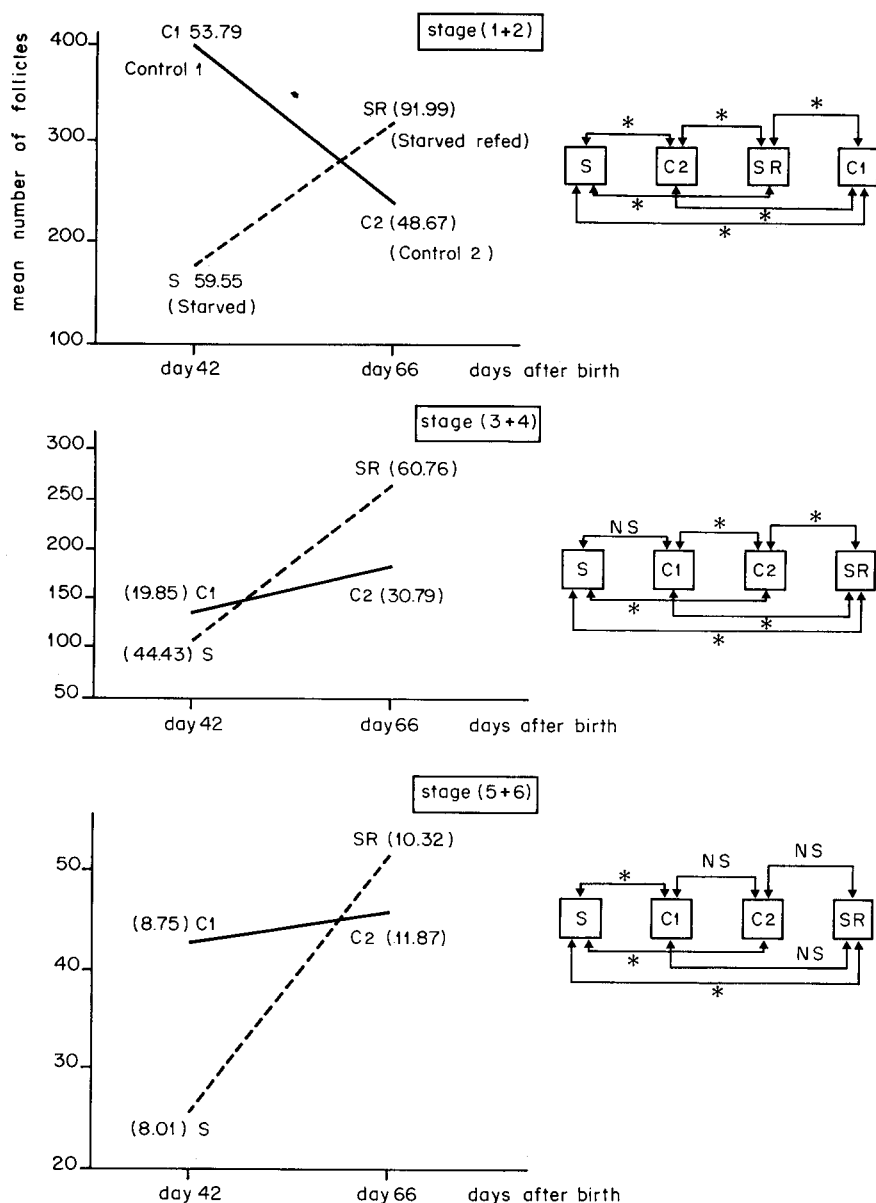 stage (1+2)
mean number of follicles
400
300
200
100
C1 53.79
Control 1
SR (91.99)
(Starved refed)
C2 (48.67)
(Control 2)
S 59.55
(Starved)
day 42
day 66
days after birth
*
*
*
S
C2
SR
C1
*
*
*
stage (3+4)
300
250
200
150
100
50
SR (60.76)
(19.85) C1
C2 (30.79)
(44.43) S
day 42
day 66
days after birth
NS
*
*
S
C1
C2
SR
*
*
*
stage (5+6)
50
40
30
20
SR (10.32)
(8.75) C1
C2 (11.87)
(8.01) S
day 42
day 66
days after birth
*
NS
NS
S
C1
C2
SR
*
NS
*